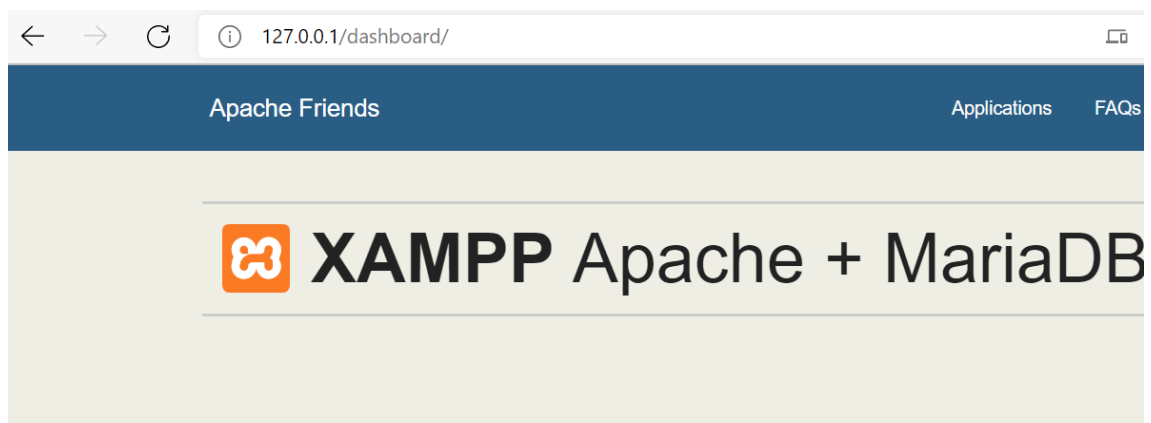 127.0.0.1/dashboard/
Apache Friends Applications FAQs
XAMPP Apache + MariaDB